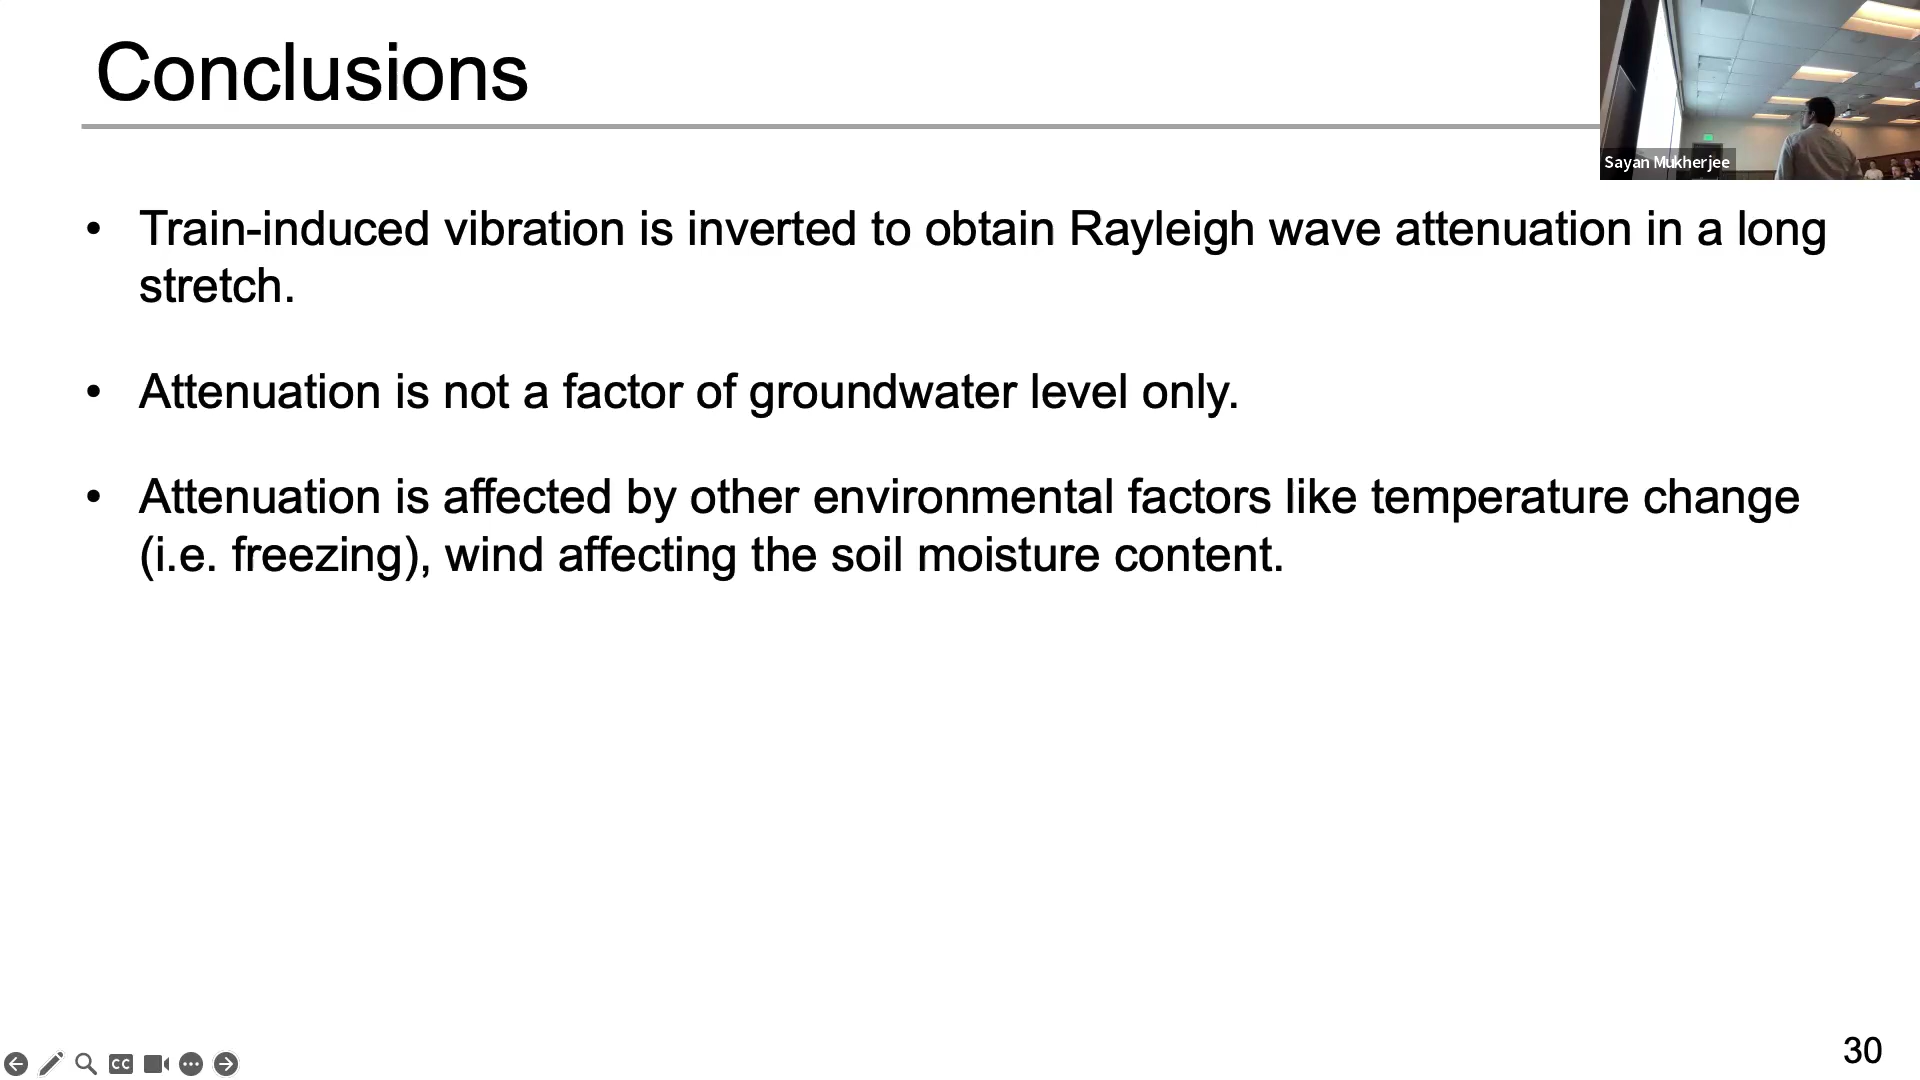 Conclusions
Sayan Mukherjee
• Train-induced vibration is inverted to obtain Rayleigh wave attenuation in a long
stretch.
• Attenuation is not a factor of groundwater level only.
• Attenuation is affected by other environmental factors like temperature change
(i.e. freezing), wind affecting the soil moisture content.
CC
30